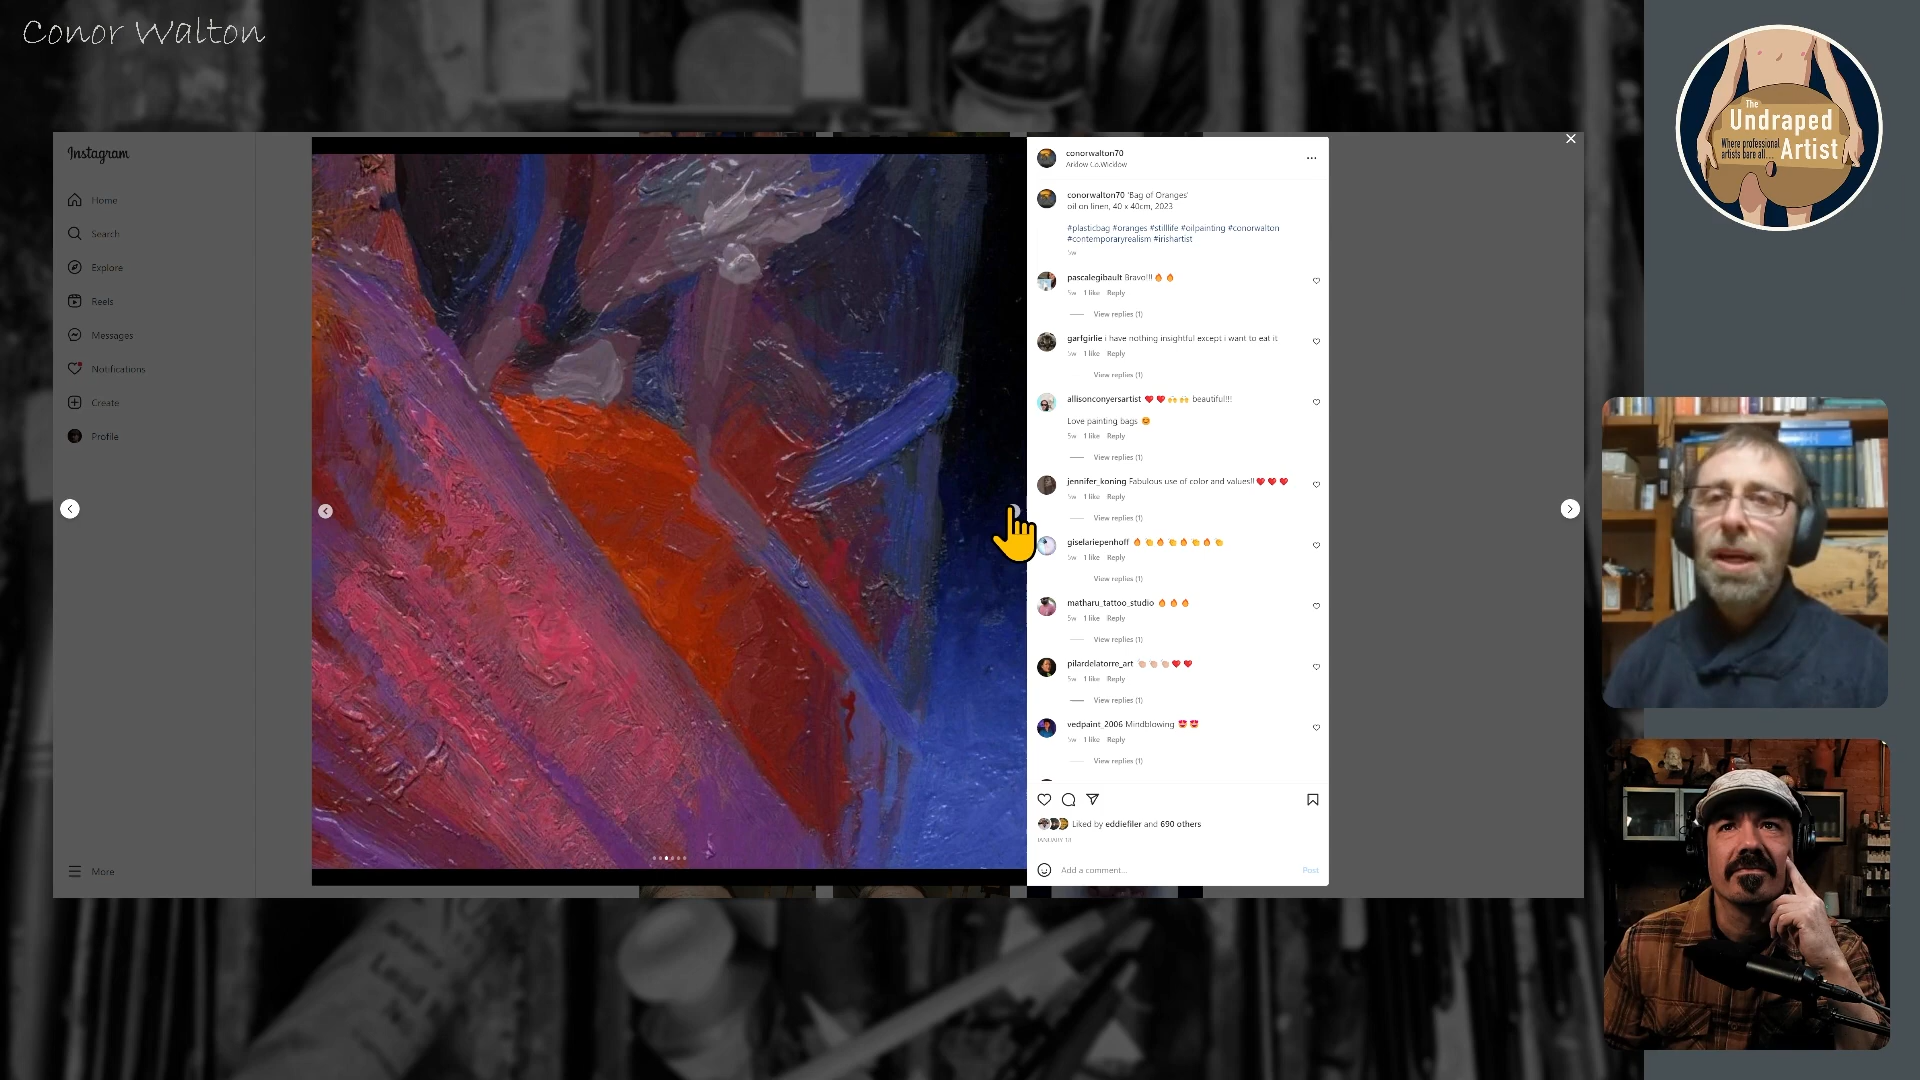 Conor Walton
The
Undraped
Where professional
artists bare all...
Artist
Instagram
Home
Search
Explore
Reels
Messages
Notifications
Create
Profile
More
conorwalton70
Arklow Co.Wicklow
conorwalton70 'Bag of Oranges'
oil on linen, 40 x 40cm, 2023
#plasticbag #oranges #stilllife #oilpainting #conorwalton
#contemporaryrealism #irishartist
5w
pascalegibault Bravo!!!🔥🔥
5w 1 like Reply
View replies (1)
garfgirlie i have nothing insightful except i want to eat it
5w 1 like Reply
View replies (1)
allisonconyersartist ❤️❤️🙌🙌 beautiful!!!
Love painting bags 😊
5w 1 like Reply
View replies (1)
jennifer_koning Fabulous use of color and values!!❤️❤️❤️
5w 1 like Reply
View replies (1)
giselariepenhoff 🔥👏🔥👏🔥👏🔥👏
5w 1 like Reply
View replies (1)
matharu_tattoo_studio 🔥🔥🔥
5w 1 like Reply
View replies (1)
pilardelatorre_art 👏🏼👏🏼👏🏼❤️❤️
5w 1 like Reply
View replies (1)
vedpaint_2006 Mindblowing 😍😍
5w 1 like Reply
View replies (1)
Liked by eddiefiler and 690 others
JANUARY 18
Add a comment...
Post